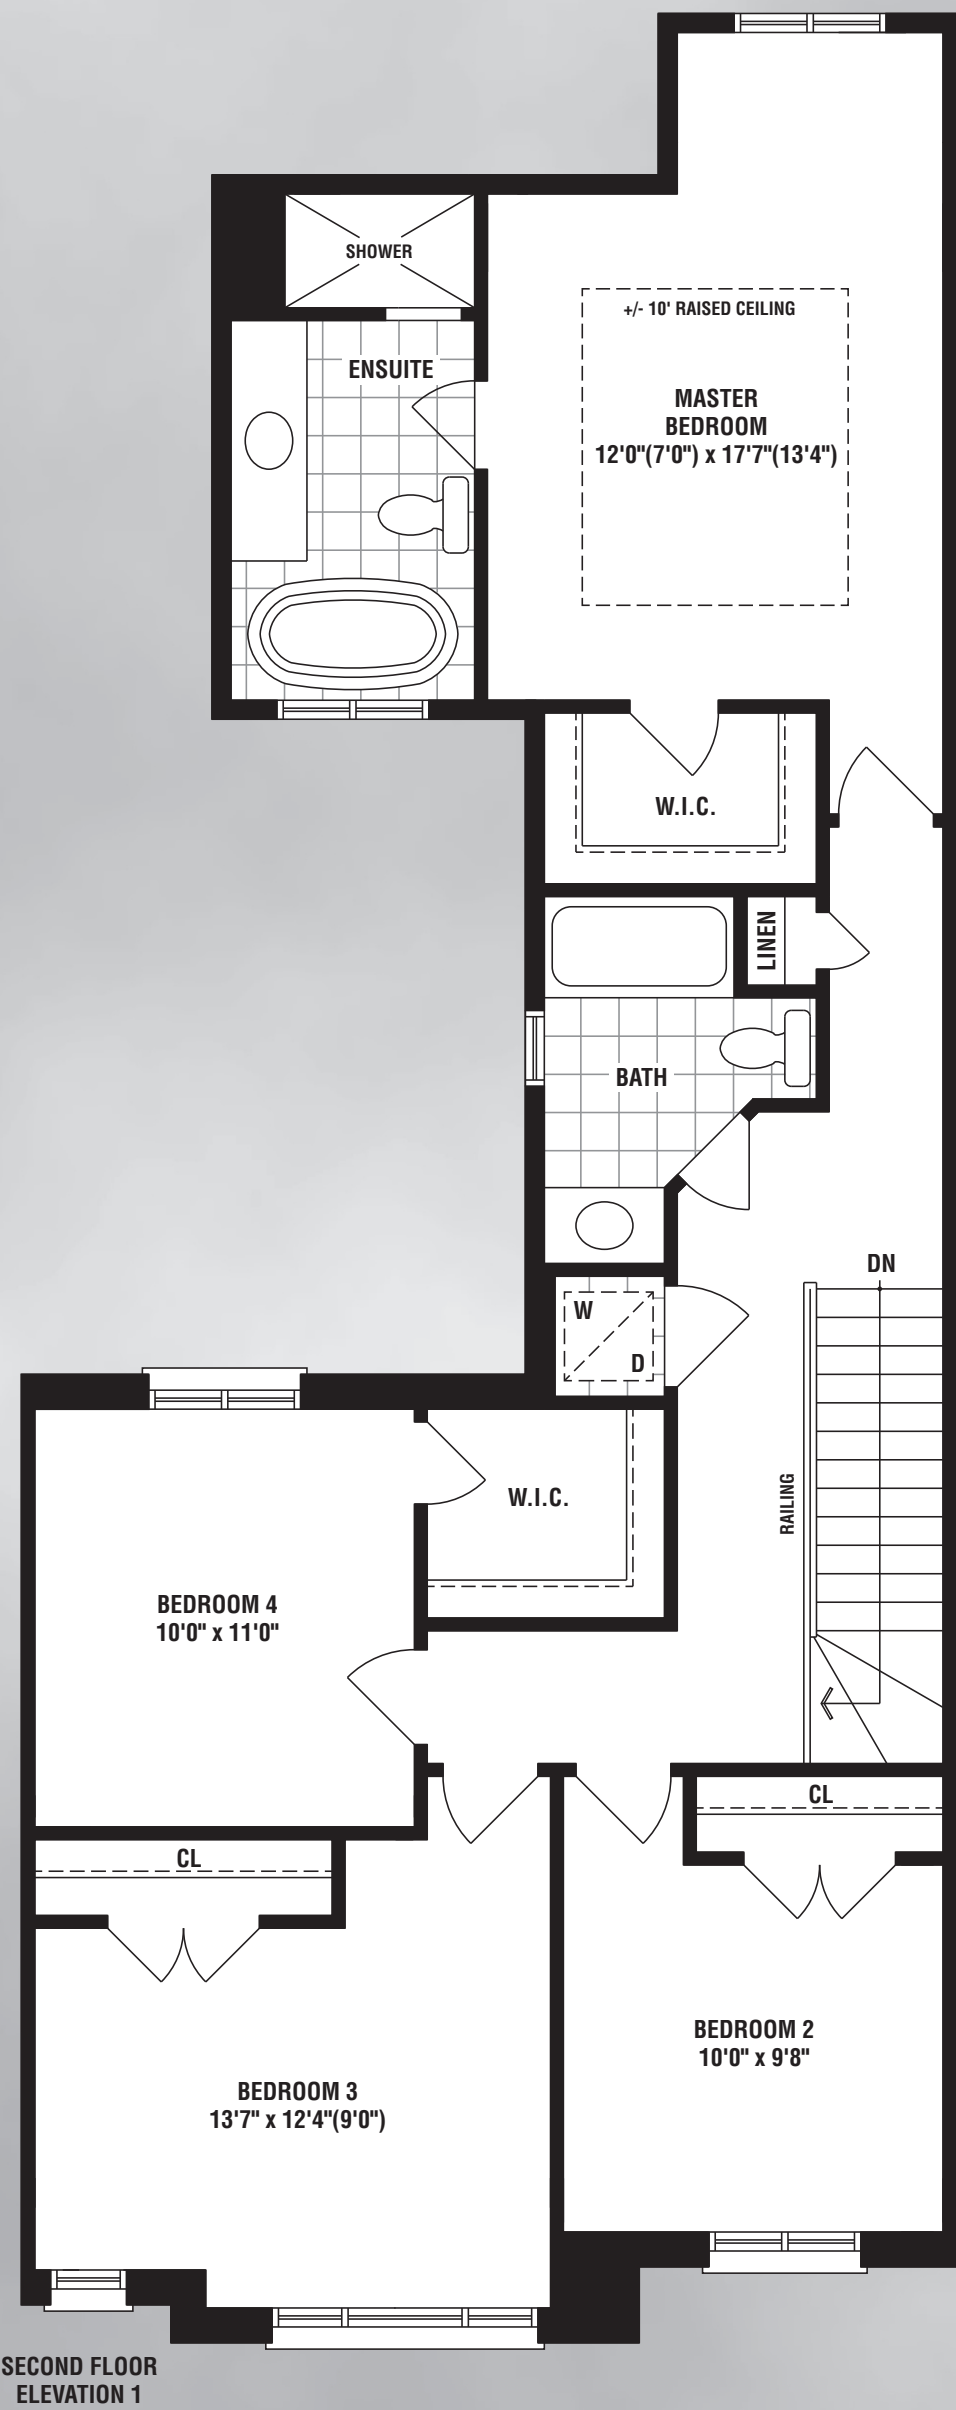 SHOWER
+/- 10' RAISED CEILING
ENSUITE
MASTER
BEDROOM
12'0"(7'0") x 17'7"(13'4")
W.I.C.
LINEN
BATH
DN
W
D
RAILING
W.I.C.
BEDROOM 4
10'0" x 11'0"
CL
CL
BEDROOM 2
10'0" x 9'8"
BEDROOM 3
13'7" x 12'4"(9'0")
SECOND FLOOR
ELEVATION 1